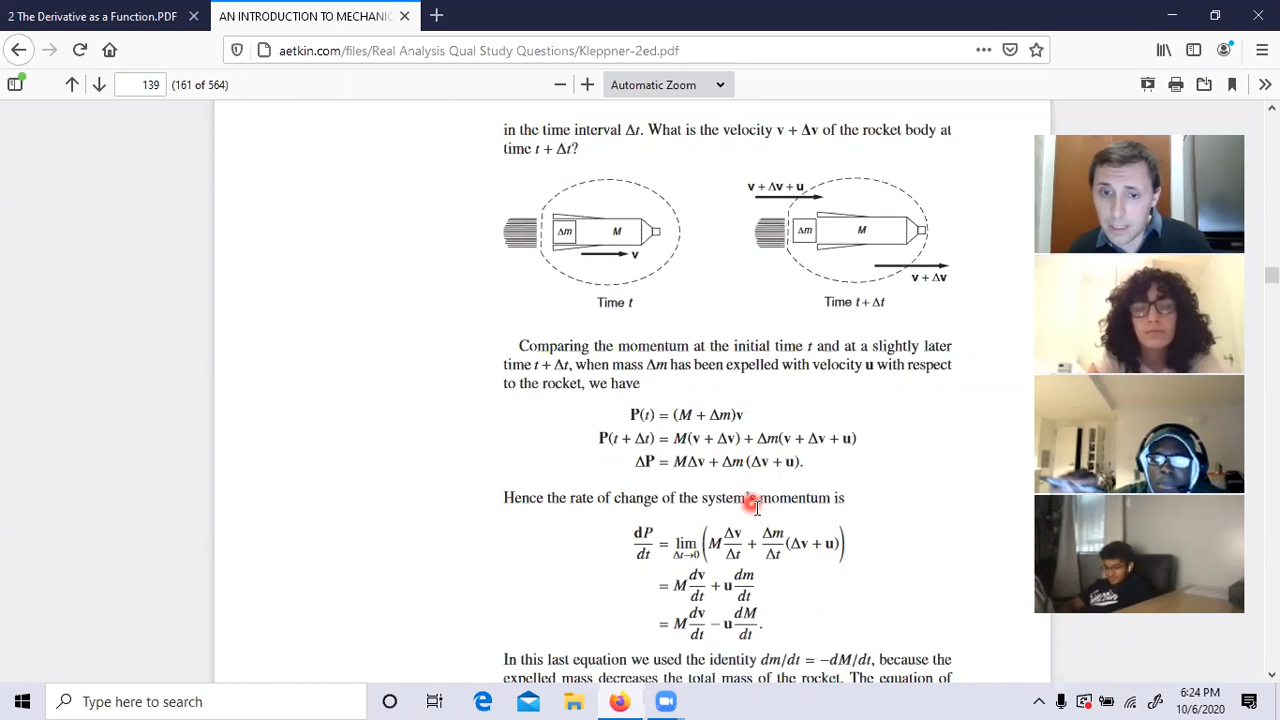 2 The Derivative as a Function.PDF
AN INTRODUCTION TO MECHANIC
aetkin.com/files/Real Analysis Qual Study Questions/Kleppner-2ed.pdf
139 (161 of 564) Automatic Zoom
in the time interval Δt. What is the velocity v + Δv of the rocket body at
time t + Δt?
v + Δv + u
Δm M
v
Δm M
v + Δv
Time t
Time t + Δt
Comparing the momentum at the initial time t and at a slightly later
time t + Δt, when mass Δm has been expelled with velocity u with respect
to the rocket, we have
P(t) = (M + Δm)v
P(t + Δt) = M(v + Δv) + Δm(v + Δv + u)
ΔP = MΔv + Δm (Δv + u).
Hence the rate of change of the system's momentum is
dP/dt = lim Δt→0 (M Δv/Δt + Δm/Δt (Δv + u))
= M dv/dt + u dm/dt
= M dv/dt − u dM/dt.
In this last equation we used the identity dm/dt = −dM/dt, because the
expelled mass decreases the total mass of the rocket. The equation of
Type here to search
6:24 PM
10/6/2020